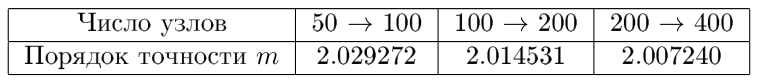 Число узлов 50 → 100 100 → 200 200 → 400
Порядок точности m 2.029272 2.014531 2.007240